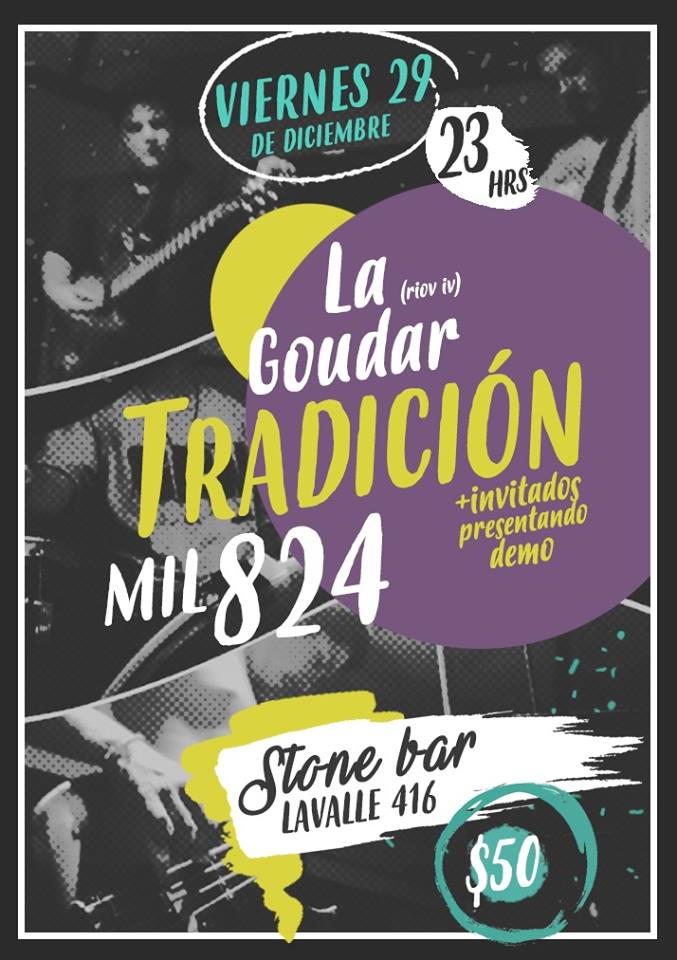 VIERNES 29
DE DICIEMBRE
23
HRS
La (riov iv)
Goudar
TRADICIÓN
+invitados
presentando
demo
MIL824
Stone bar
LAVALLE 416
$50